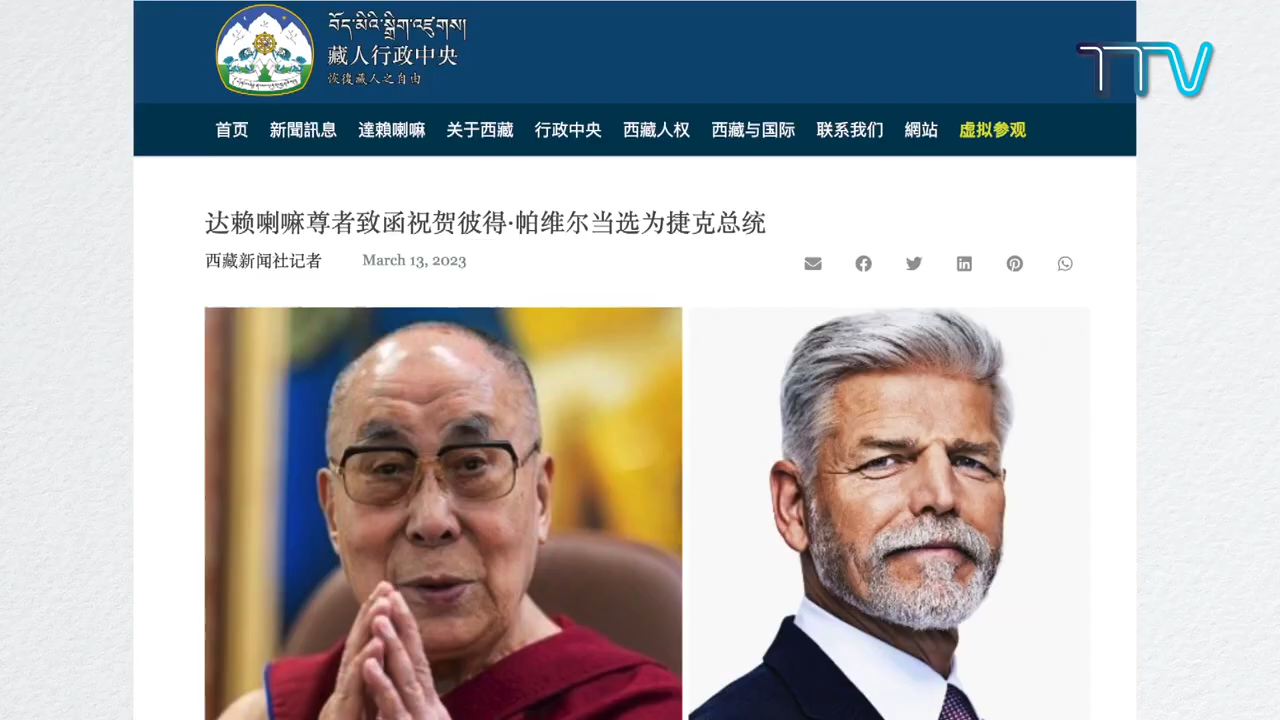 བོད་མིའི་སྒྲིག་འཛུགས།
藏人行政中央
恢復藏人之自由
TTV
首页 新聞訊息 達賴喇嘛 关于西藏 行政中央 西藏人权 西藏与国际 联系我们 網站 虚拟参观
达赖喇嘛尊者致函祝贺彼得·帕维尔当选为捷克总统
西藏新闻社记者 March 13, 2023